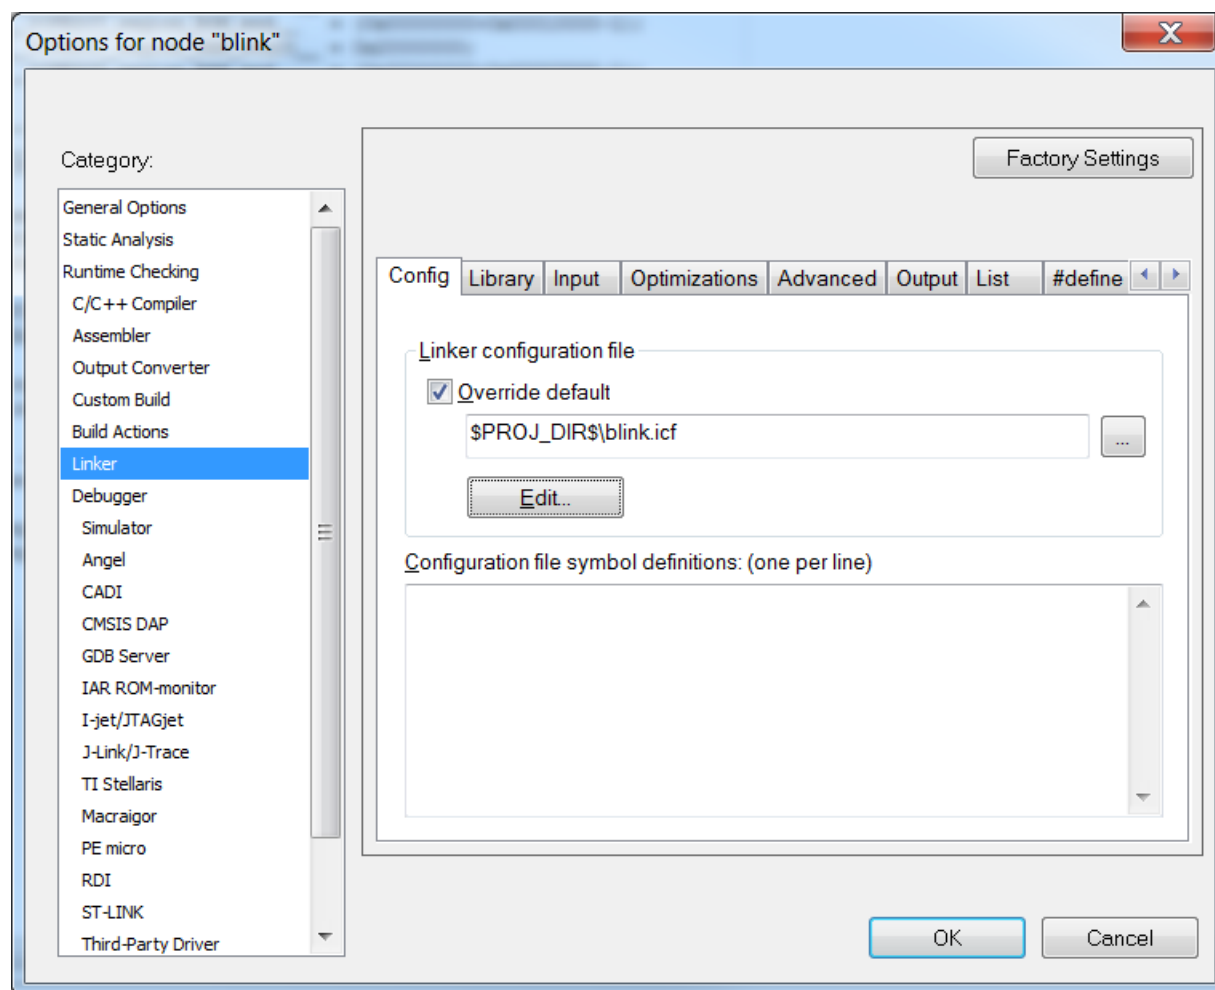 Options for node "blink"
X
Category:
Factory Settings
General Options
Static Analysis
Runtime Checking
C/C++ Compiler
Assembler
Output Converter
Custom Build
Build Actions
Linker
Debugger
Simulator
Angel
CADI
CMSIS DAP
GDB Server
IAR ROM-monitor
I-jet/JTAGjet
J-Link/J-Trace
TI Stellaris
Macraigor
PE micro
RDI
ST-LINK
Third-Party Driver
Config Library Input Optimizations Advanced Output List #define
Linker configuration file
Override default
$PROJ_DIR$\blink.icf
...
Edit...
Configuration file symbol definitions: (one per line)
OK Cancel